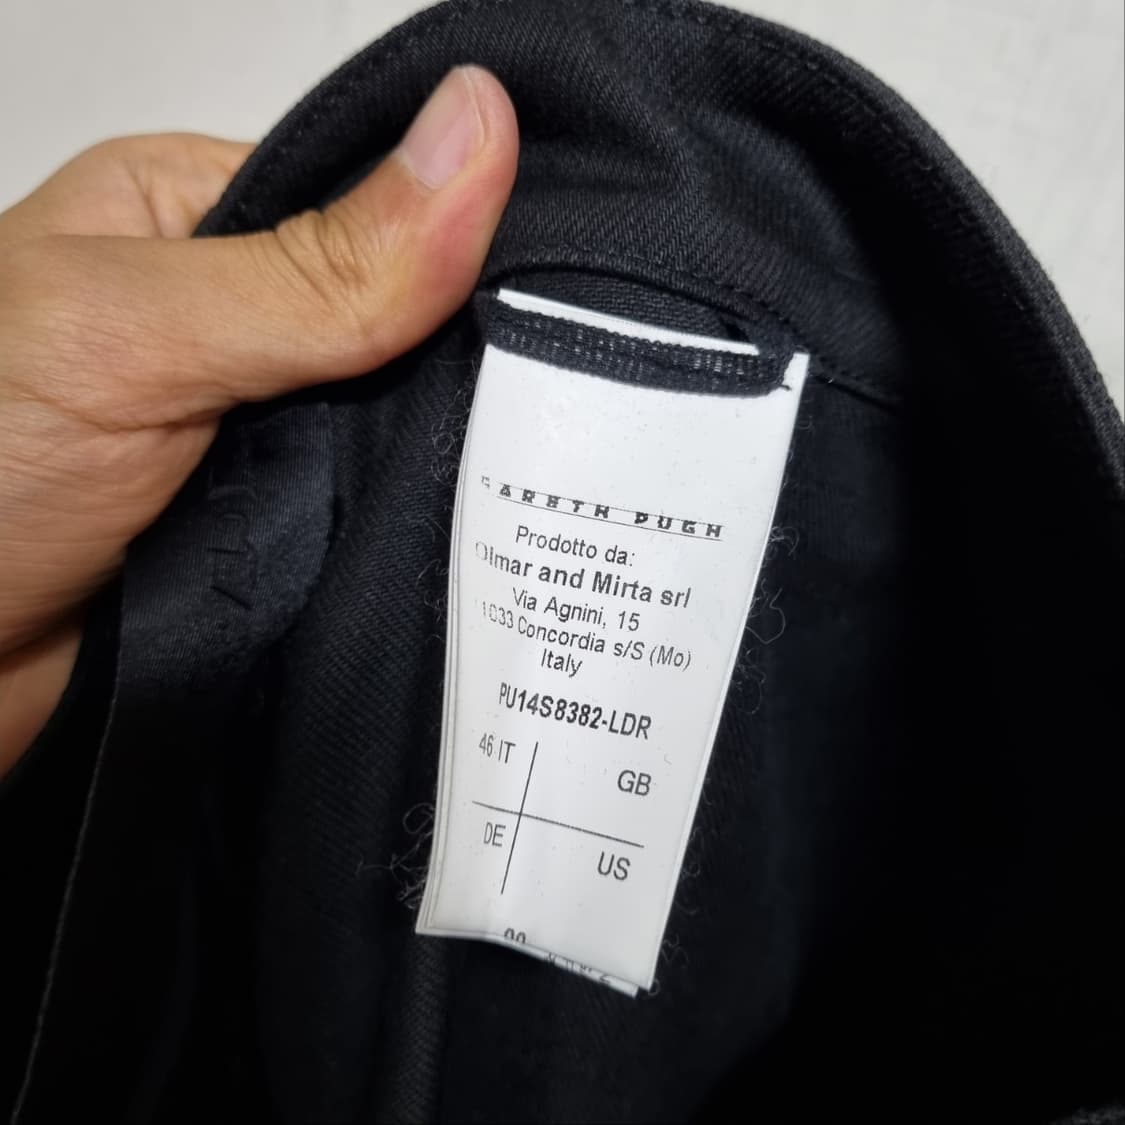 GARETH PUGH
Prodotto da:
Olmar and Mirta srl
Via Agnini, 15
Concordia s/S (Mo)
Italy
PU14S8382-LDR
46 IT
GB
DE
US